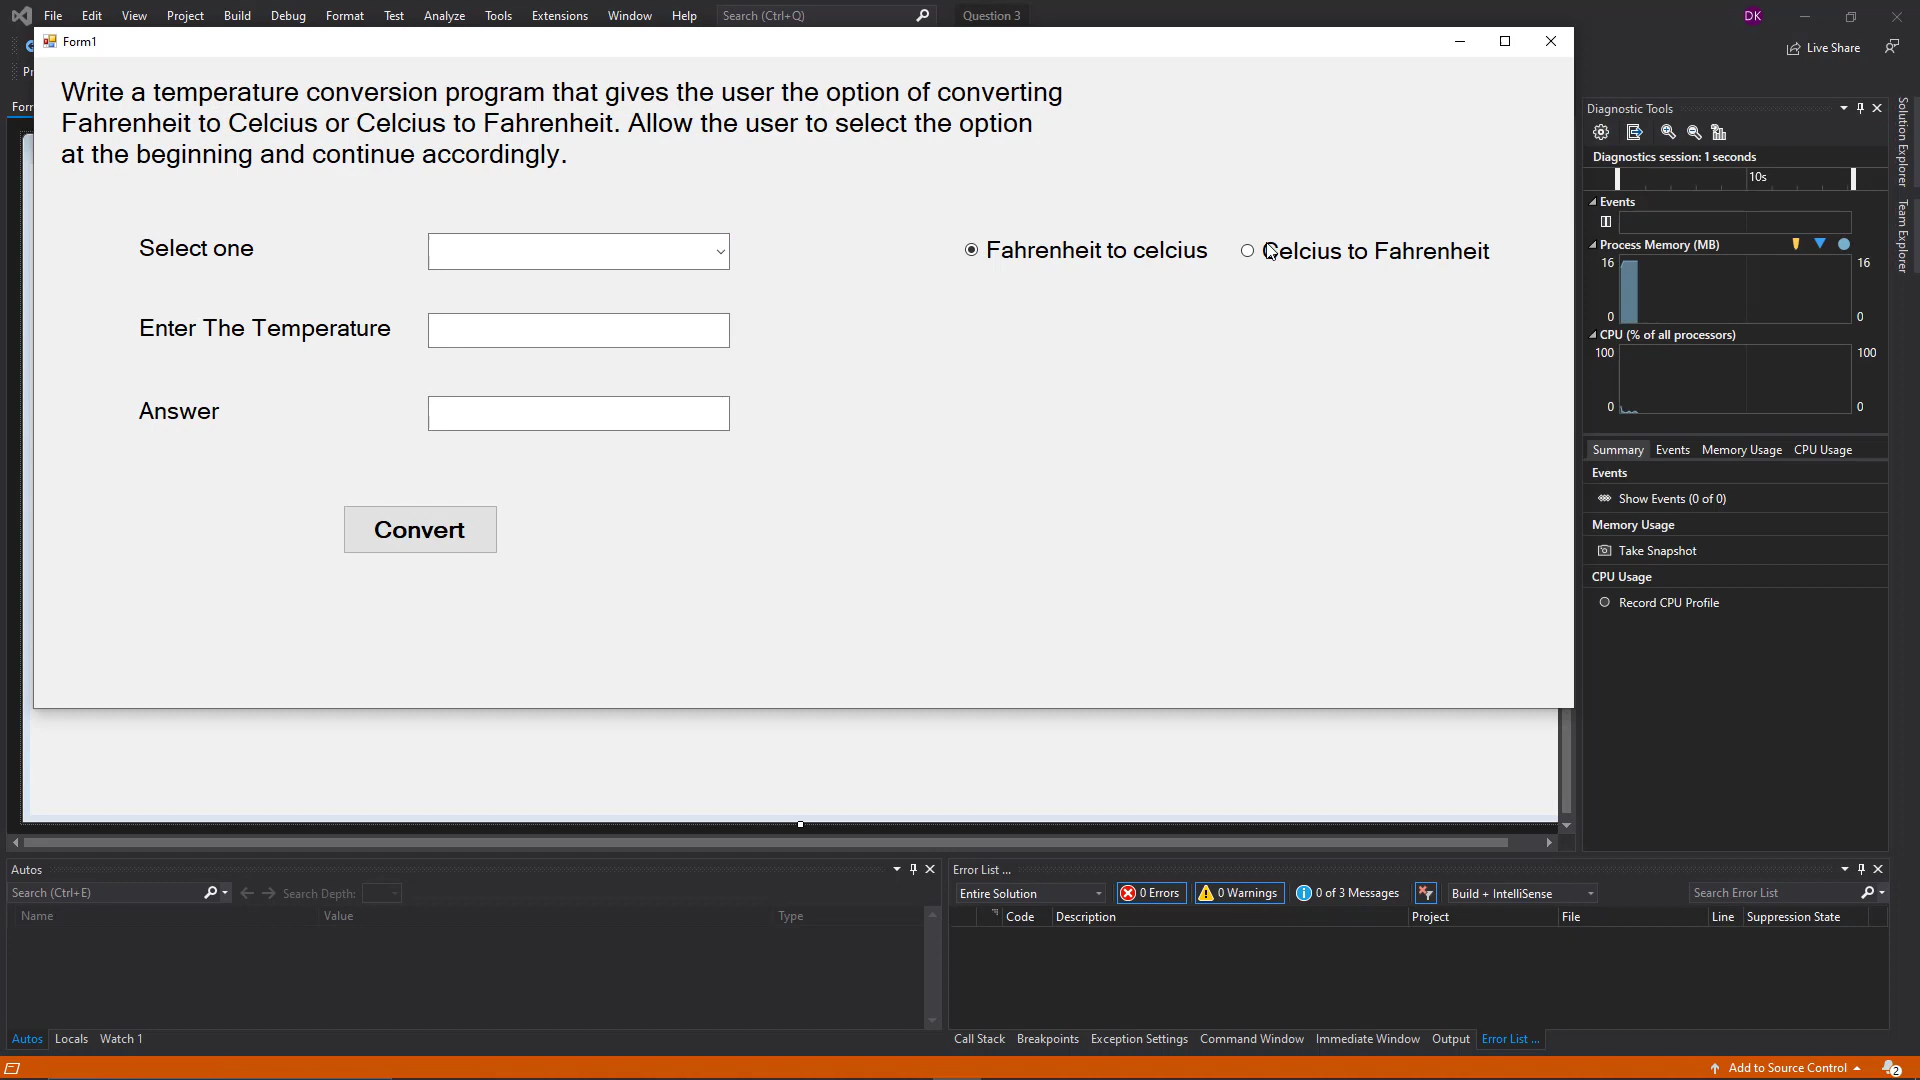 File Edit View Project Build Debug Format Test Analyze Tools Extensions Window Help Search (Ctrl+Q) Question 3 DK
Form1
Live Share
Write a temperature conversion program that gives the user the option of converting
Fahrenheit to Celcius or Celcius to Fahrenheit. Allow the user to select the option
at the beginning and continue accordingly.
Select one
Fahrenheit to celcius Celcius to Fahrenheit
Enter The Temperature
Answer
Convert
Diagnostic Tools
Diagnostics session: 1 seconds
10s
Events
Process Memory (MB)
16 16
0 0
CPU (% of all processors)
100 100
0 0
Summary Events Memory Usage CPU Usage
Events
Show Events (0 of 0)
Memory Usage
Take Snapshot
CPU Usage
Record CPU Profile
Solution Explorer
Team Explorer
Autos
Search (Ctrl+E) Search Depth:
Name Value Type
Autos Locals Watch 1
Error List ...
Entire Solution 0 Errors 0 Warnings 0 of 3 Messages Build + IntelliSense Search Error List
Code Description Project File Line Suppression State
Call Stack Breakpoints Exception Settings Command Window Immediate Window Output Error List ...
Add to Source Control 2